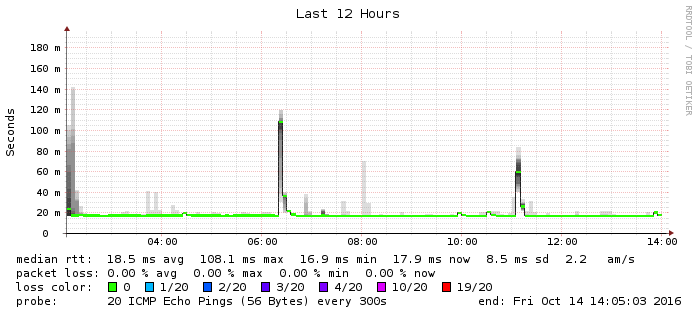 Last 12 Hours
RRDTOOL / TOBI OETIKER
Seconds
180 m
160 m
140 m
120 m
100 m
80 m
60 m
40 m
20 m
0
04:00 06:00 08:00 10:00 12:00 14:00
median rtt: 18.5 ms avg 108.1 ms max 16.9 ms min 17.9 ms now 8.5 ms sd 2.2 am/s
packet loss: 0.00 % avg 0.00 % max 0.00 % min 0.00 % now
loss color: 0 1/20 2/20 3/20 4/20 10/20 19/20
probe: 20 ICMP Echo Pings (56 Bytes) every 300s end: Fri Oct 14 14:05:03 2016